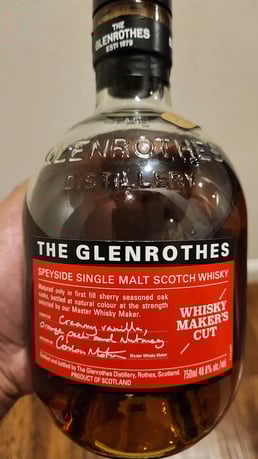 THE
GLENROTHES
ESTD 1879
GLENROTHES
DISTILLERY
THE GLENROTHES
SPEYSIDE SINGLE MALT SCOTCH WHISKY
Matured only in first fill sherry seasoned oak
casks, bottled at natural colour at the strength
selected by our Master Whisky Maker.
Creamy vanilla,
orange peel and nutmeg
Master Whisky Maker
WHISKY
MAKER'S
CUT
Distilled and bottled by The Glenrothes Distillery, Rothes, Scotland.
PRODUCT OF SCOTLAND
750ml 48.8% alc./vol.